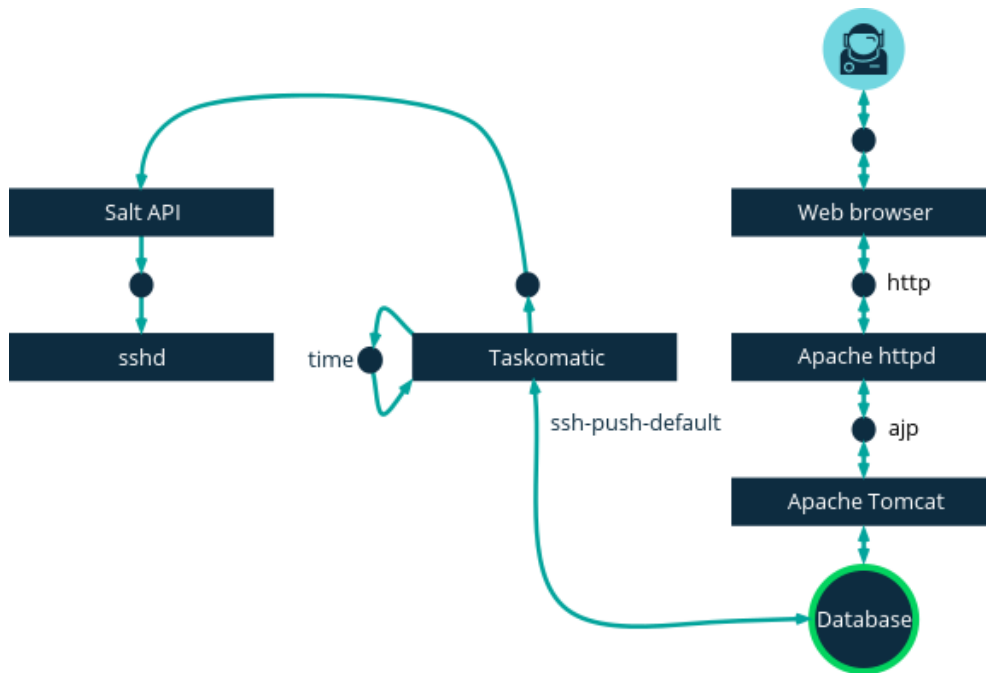 Salt API
Web browser
http
sshd
time
Taskomatic
Apache httpd
ssh-push-default
ajp
Apache Tomcat
Database